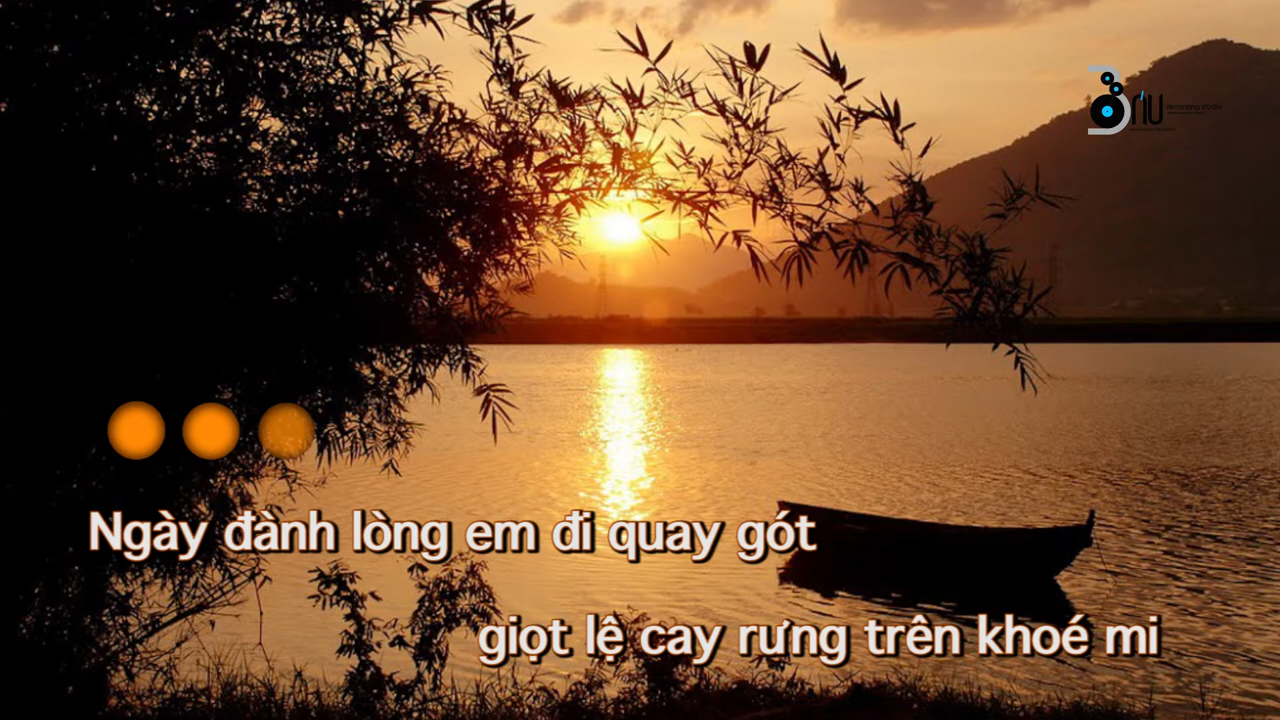 Ngày đành lòng em đi quay gót
giọt lệ cay rưng trên khoé mi